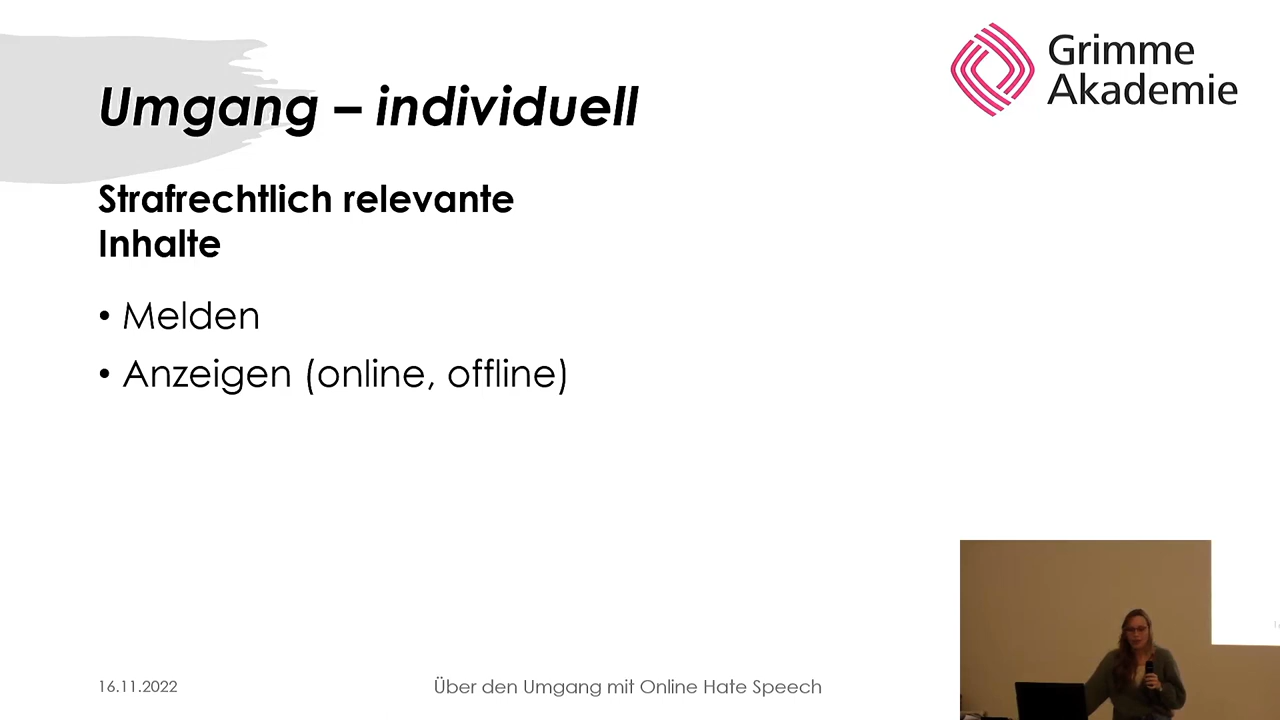 Grimme
Akademie
Umgang – individuell
Strafrechtlich relevante
Inhalte
• Melden
• Anzeigen (online, offline)
16.11.2022
Über den Umgang mit Online Hate Speech